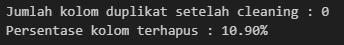 Jumlah kolom duplikat setelah cleaning : 0
Persentase kolom terhapus : 10.90%